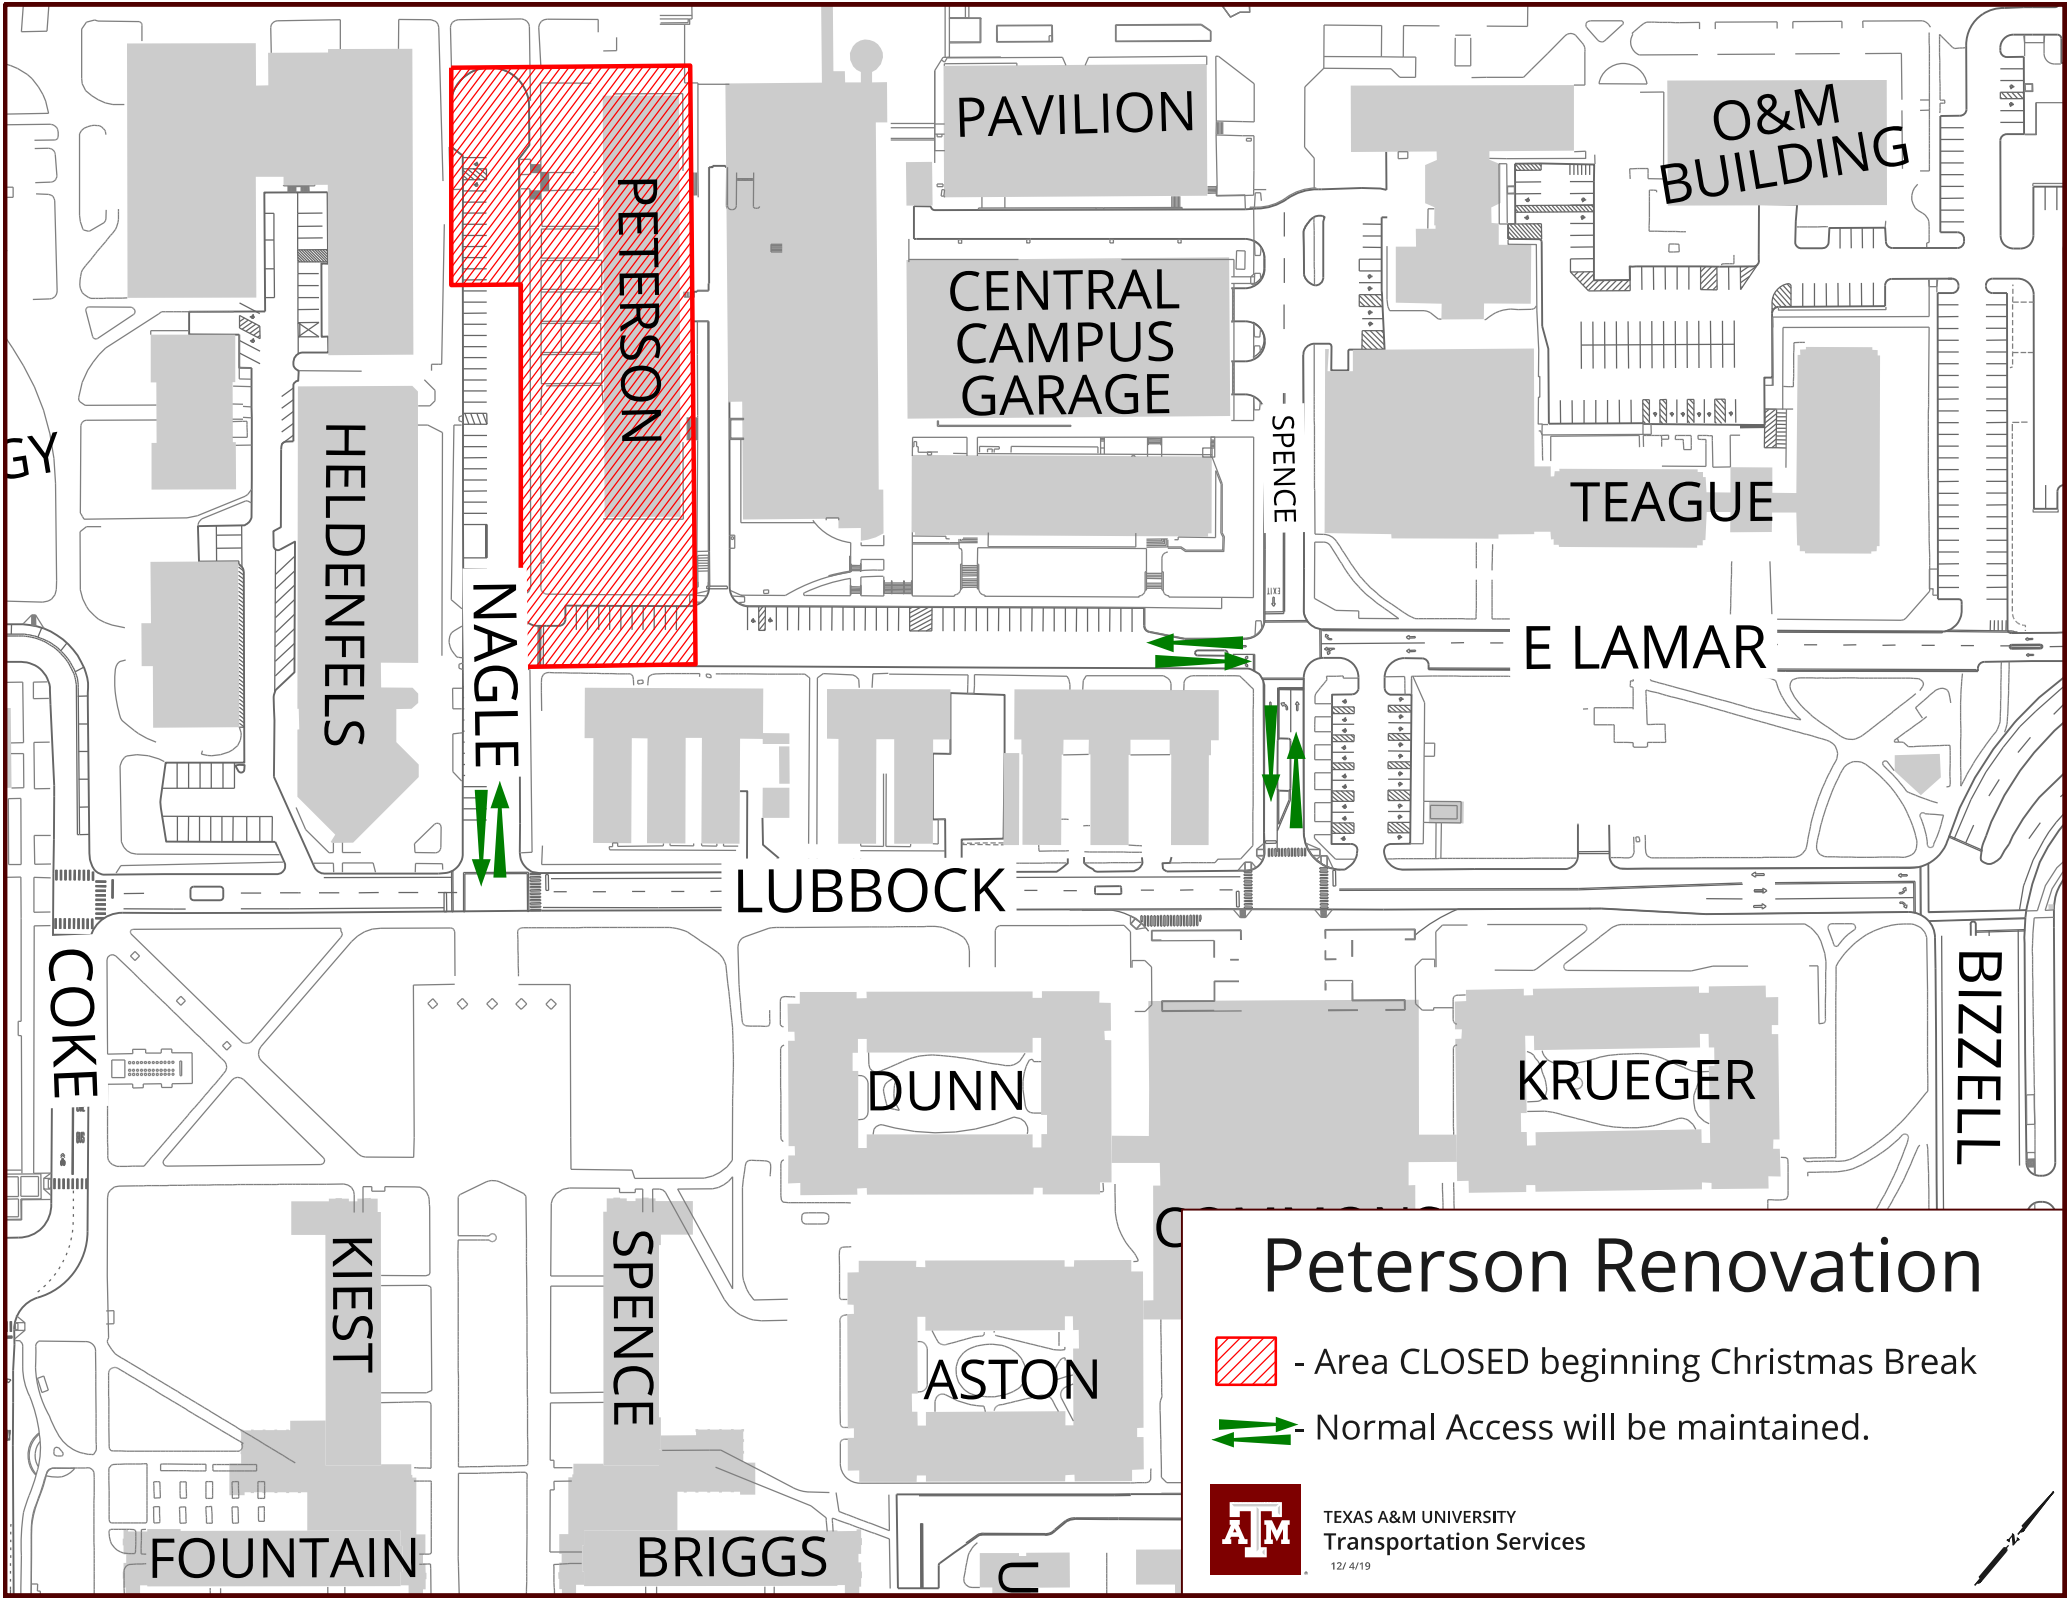 PAVILION
O&M
BUILDING
PETERSON
CENTRAL
CAMPUS
GARAGE
GY
HELDENFELS
SPENCE
TEAGUE
EXIT
NAGLE
E LAMAR
LUBBOCK
COKE
BIZZELL
DUNN
KRUEGER
KIEST
SPENCE
ASTON
FOUNTAIN
BRIGGS
Peterson Renovation
- Area CLOSED beginning Christmas Break
- Normal Access will be maintained.
ATM
TEXAS A&M UNIVERSITY
Transportation Services
12/ 4/19
N